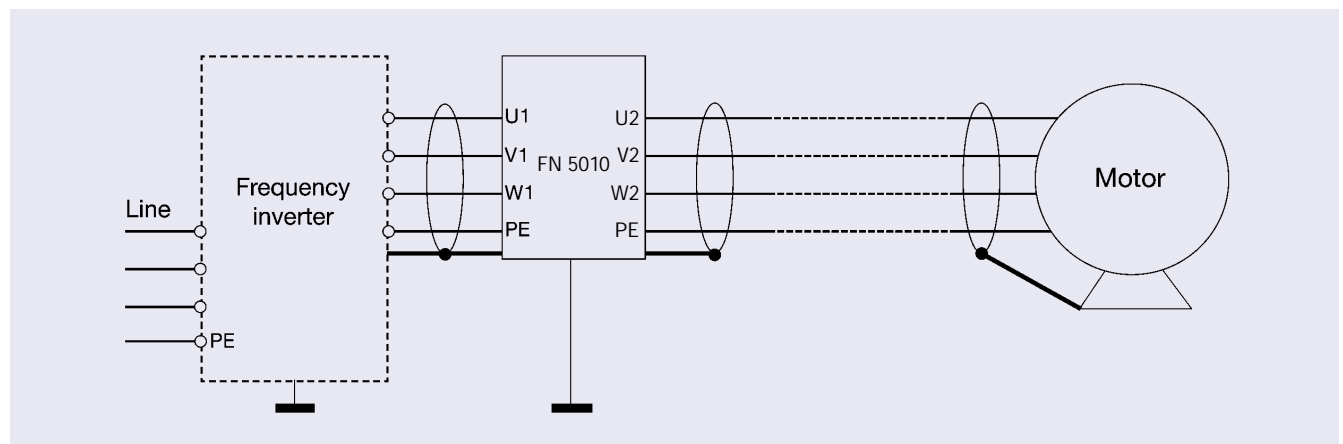 Line
PE
Frequency
inverter
U1
V1
W1
PE
FN 5010
U2
V2
W2
PE
Motor